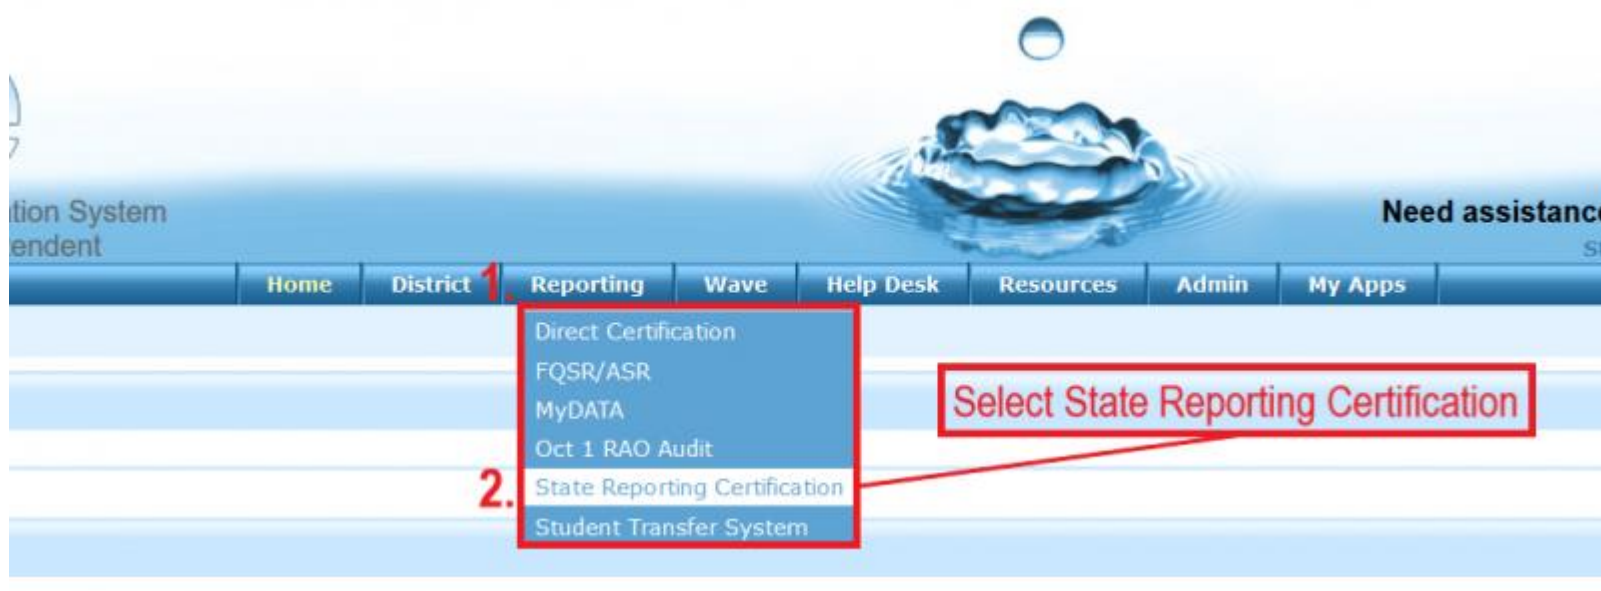 tion System
endent
Need assistance
Home District 1. Reporting Wave Help Desk Resources Admin My Apps
Direct Certification
FQSR/ASR
MyDATA
Oct 1 RAO Audit
2. State Reporting Certification
Student Transfer System
Select State Reporting Certification